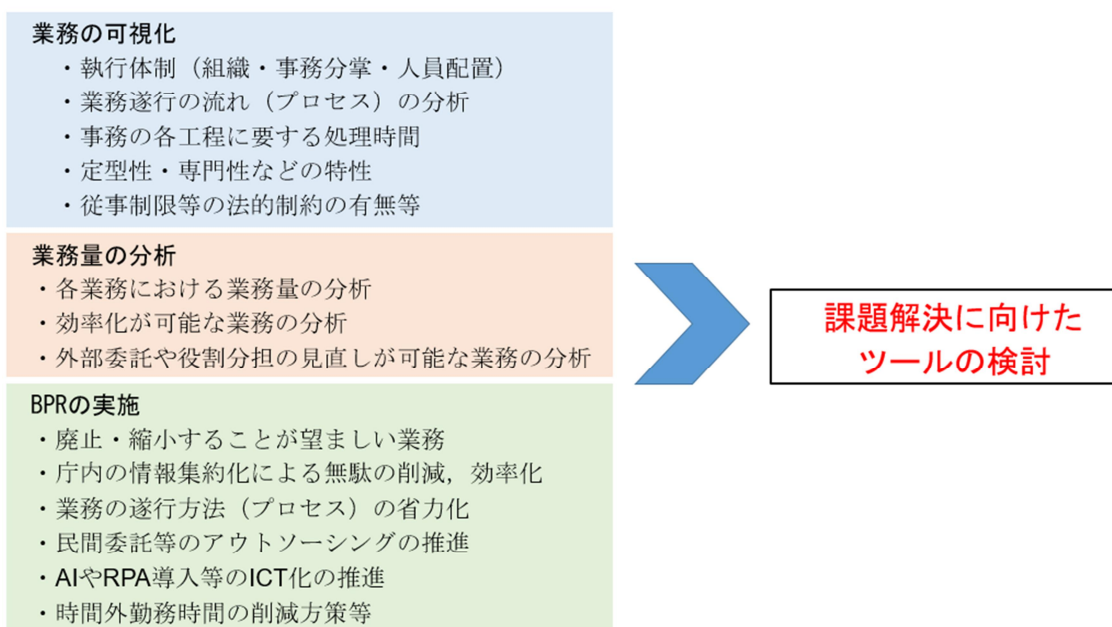 業務の可視化
・執行体制（組織・事務分掌・人員配置）
・業務遂行の流れ（プロセス）の分析
・事務の各工程に要する処理時間
・定型性・専門性などの特性
・従事制限等の法的制約の有無等
業務量の分析
・各業務における業務量の分析
・効率化が可能な業務の分析
・外部委託や役割分担の見直しが可能な業務の分析
BPRの実施
・廃止・縮小することが望ましい業務
・庁内の情報集約化による無駄の削減，効率化
・業務の遂行方法（プロセス）の省力化
・民間委託等のアウトソーシングの推進
・AIやRPA導入等のICT化の推進
・時間外勤務時間の削減方策等
課題解決に向けた
ツールの検討